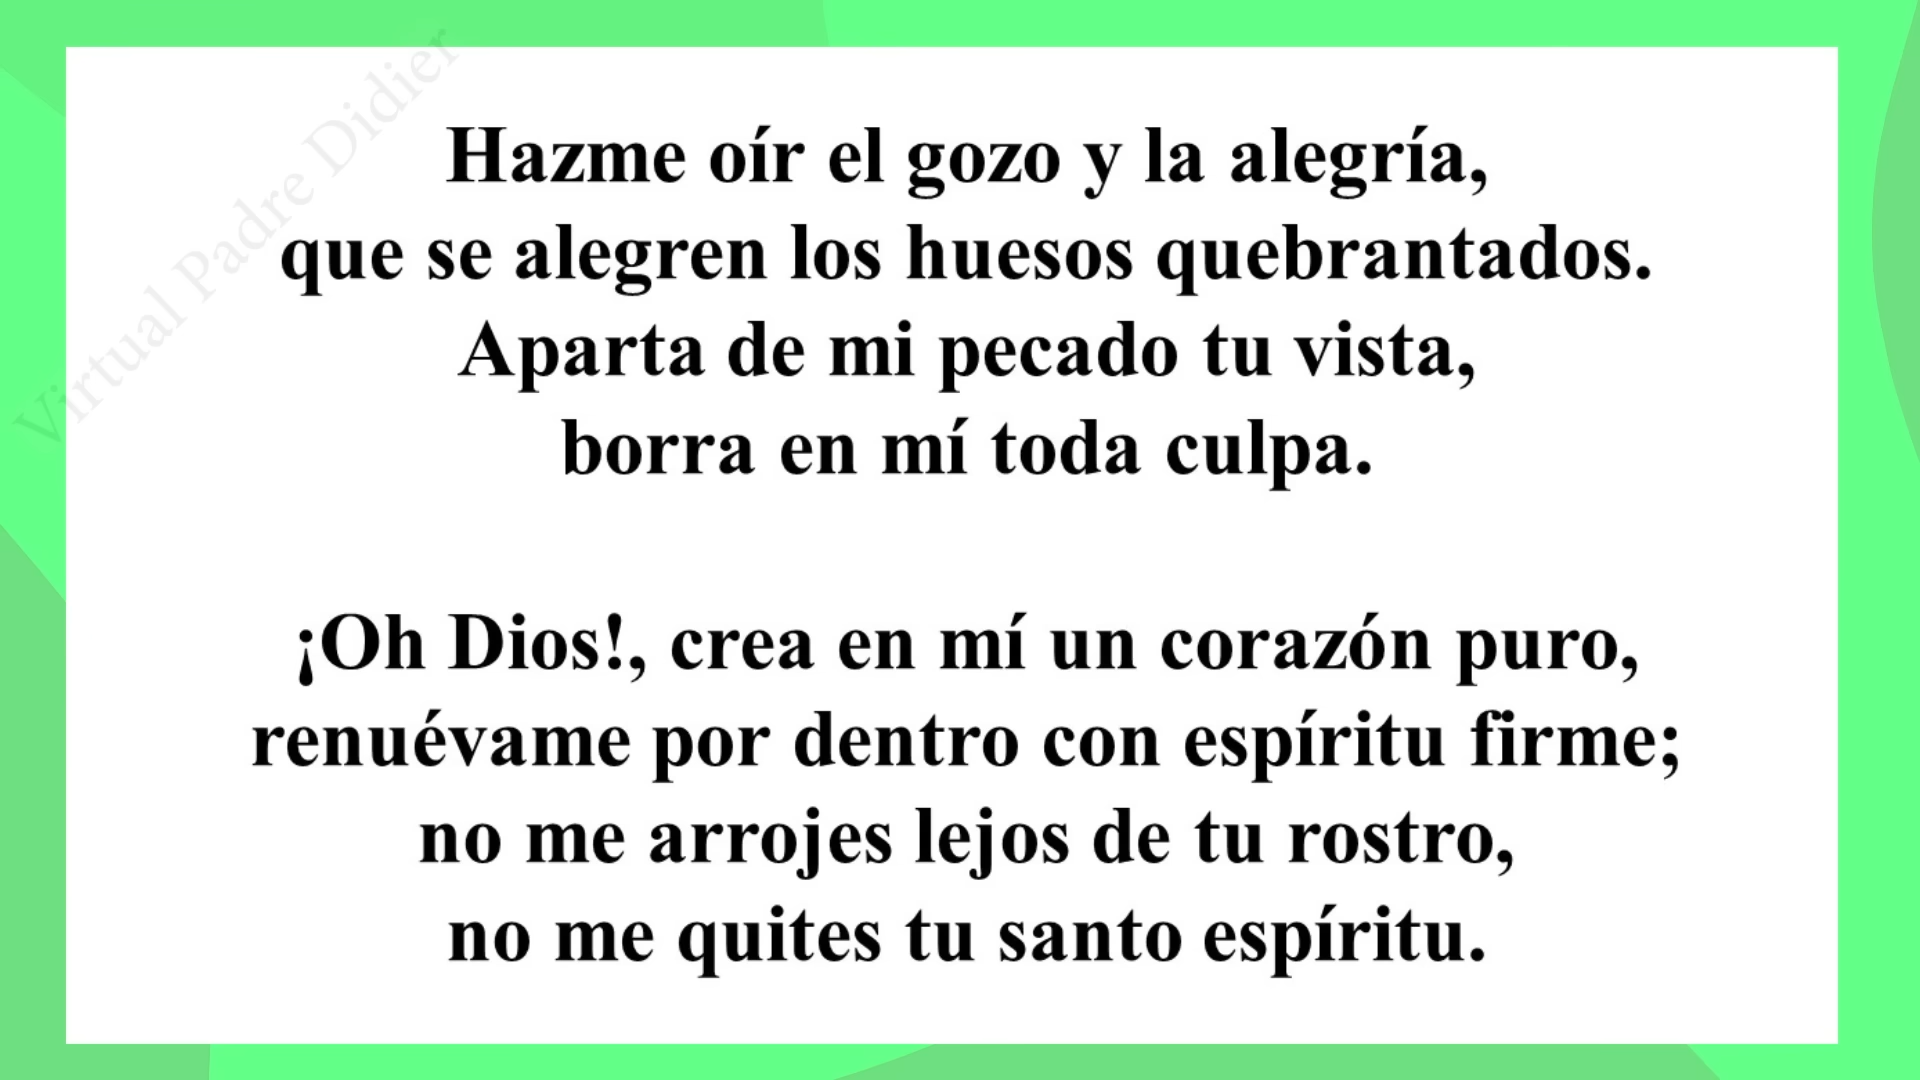 Virtual Padre Didier
Hazme oír el gozo y la alegría,
que se alegren los huesos quebrantados.
Aparta de mi pecado tu vista,
borra en mí toda culpa.
¡Oh Dios!, crea en mí un corazón puro,
renuévame por dentro con espíritu firme;
no me arrojes lejos de tu rostro,
no me quites tu santo espíritu.